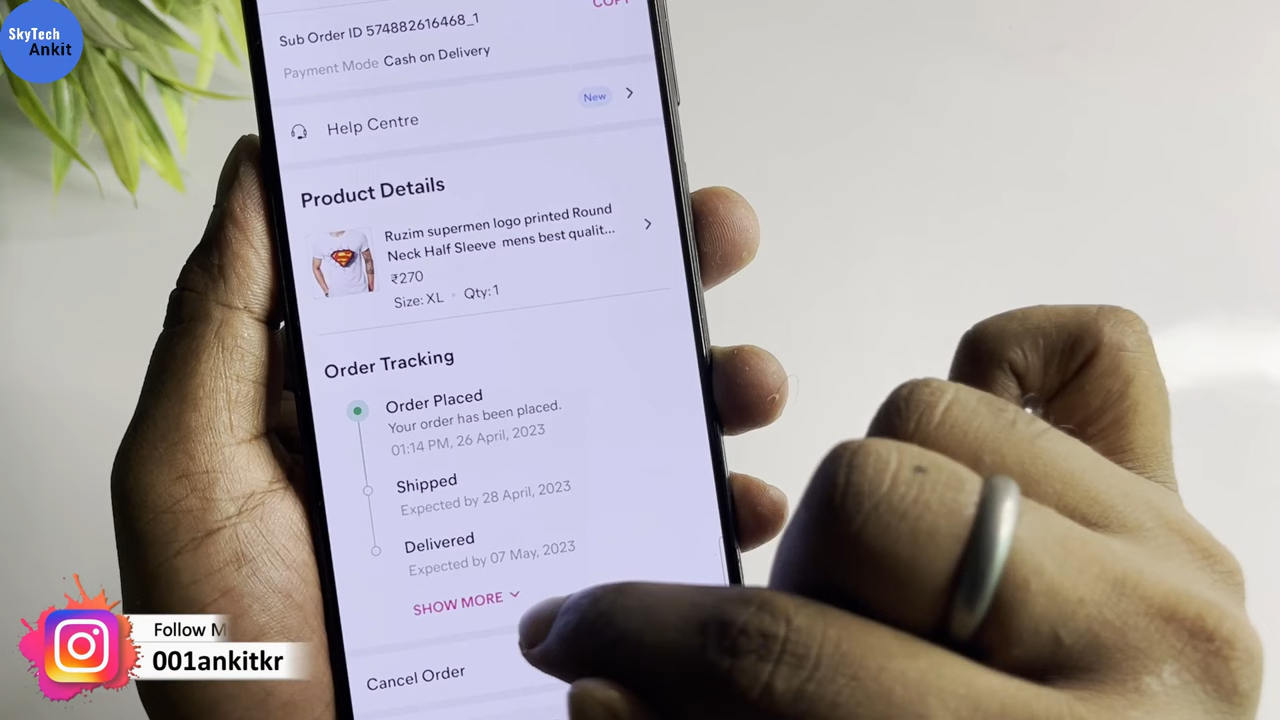 SkyTech
Ankit
COPY
Sub Order ID 574882616468_1
Payment Mode Cash on Delivery
Help Centre
New
Product Details
Ruzim supermen logo printed Round
Neck Half Sleeve mens best qualit...
₹270
Size: XL • Qty: 1
Order Tracking
Order Placed
Your order has been placed.
01:14 PM, 26 April, 2023
Shipped
Expected by 28 April, 2023
Delivered
Expected by 07 May, 2023
SHOW MORE
Cancel Order
Follow M
001ankitkr